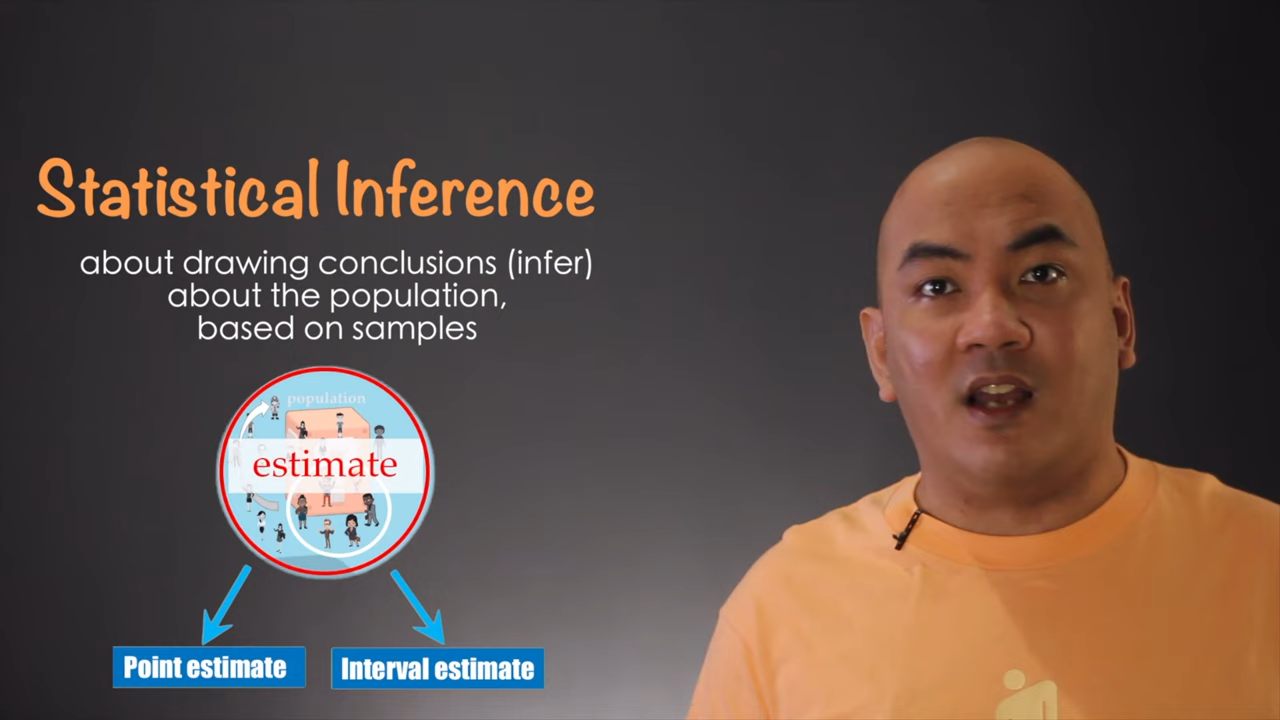 Statistical Inference
about drawing conclusions (infer)
about the population,
based on samples
population
estimate
Point estimate
Interval estimate